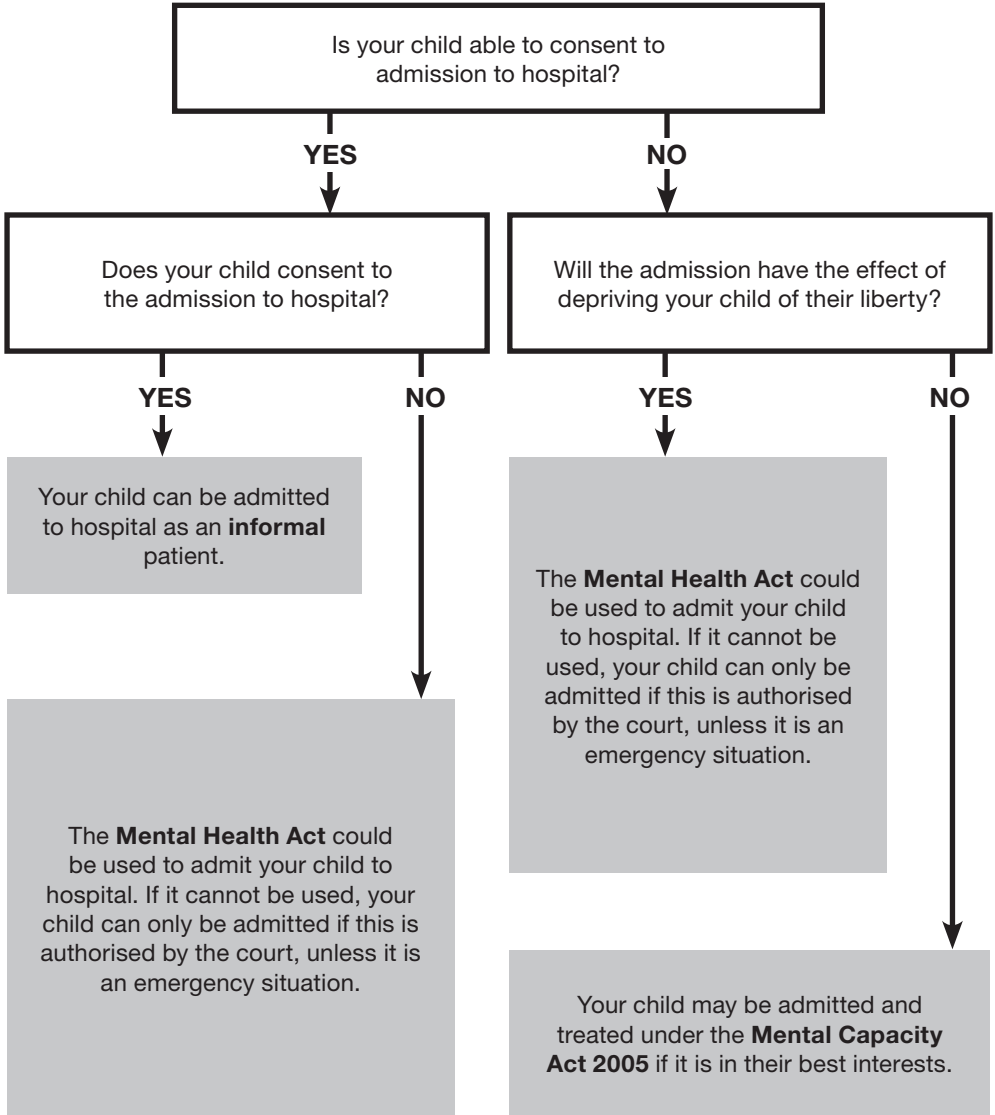 Is your child able to consent to
admission to hospital?
YES
NO
Does your child consent to
the admission to hospital?
Will the admission have the effect of
depriving your child of their liberty?
YES
NO
YES
NO
Your child can be admitted
to hospital as an informal
patient.
The Mental Health Act could
be used to admit your child
to hospital. If it cannot be
used, your child can only be
admitted if this is authorised
by the court, unless it is an
emergency situation.
The Mental Health Act could
be used to admit your child to
hospital. If it cannot be used, your
child can only be admitted if this is
authorised by the court, unless it is
an emergency situation.
Your child may be admitted and
treated under the Mental Capacity
Act 2005 if it is in their best interests.